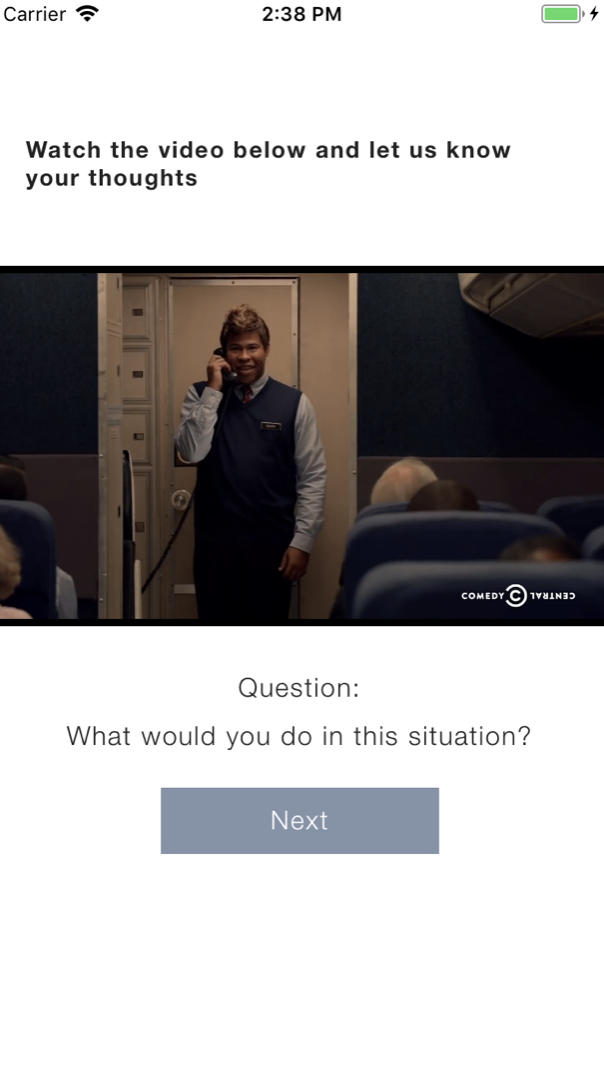 Carrier 2:38 PM
Watch the video below and let us know
your thoughts
COMEDY C CENTRAL
Question:
What would you do in this situation?
Next